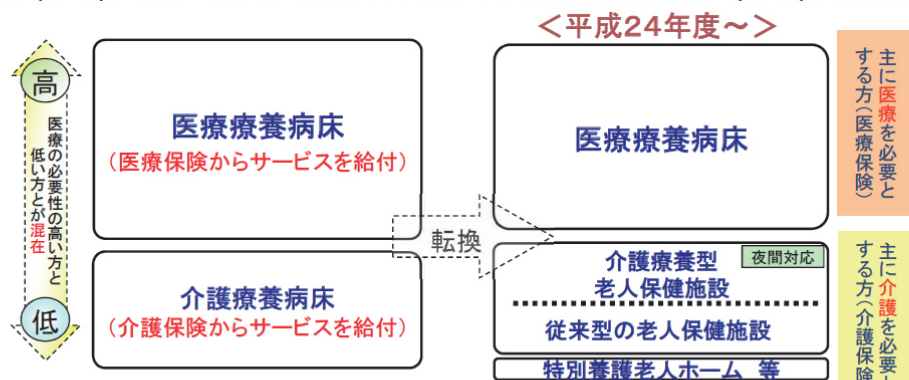 ＜平成24年度～＞
高
医療の必要性の高い方と
低い方とが混在
低
医療療養病床
（医療保険からサービスを給付）
介護療養病床
（介護保険からサービスを給付）
転換
医療療養病床
介護療養型
老人保健施設
夜間対応
従来型の老人保健施設
特別養護老人ホーム 等
主に医療を必要と
する方（医療保険）
主に介護を必要と
する方（介護保険